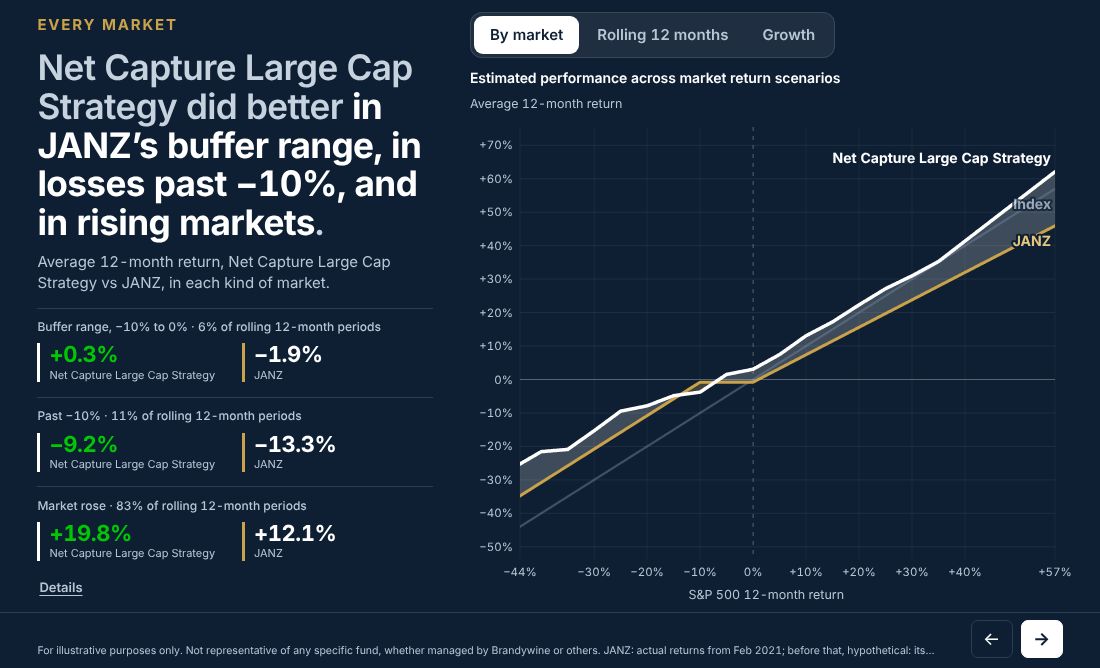 EVERY MARKET
Net Capture Large Cap
Strategy did better in
JANZ’s buffer range, in
losses past −10%, and
in rising markets.
Average 12-month return, Net Capture Large Cap
Strategy vs JANZ, in each kind of market.
Buffer range, −10% to 0% · 6% of rolling 12-month periods
+0.3%
Net Capture Large Cap Strategy
−1.9%
JANZ
Past −10% · 11% of rolling 12-month periods
−9.2%
Net Capture Large Cap Strategy
−13.3%
JANZ
Market rose · 83% of rolling 12-month periods
+19.8%
Net Capture Large Cap Strategy
+12.1%
JANZ
Details
By market
Rolling 12 months
Growth
Estimated performance across market return scenarios
Average 12-month return
+70%
+60%
+50%
+40%
+30%
+20%
+10%
0%
−10%
−20%
−30%
−40%
−50%
Net Capture Large Cap Strategy
Index
JANZ
−44%
−30%
−20%
−10%
0%
+10%
+20%
+30%
+40%
+57%
S&P 500 12-month return
For illustrative purposes only. Not representative of any specific fund, whether managed by Brandywine or others. JANZ: actual returns from Feb 2021; before that, hypothetical: its…